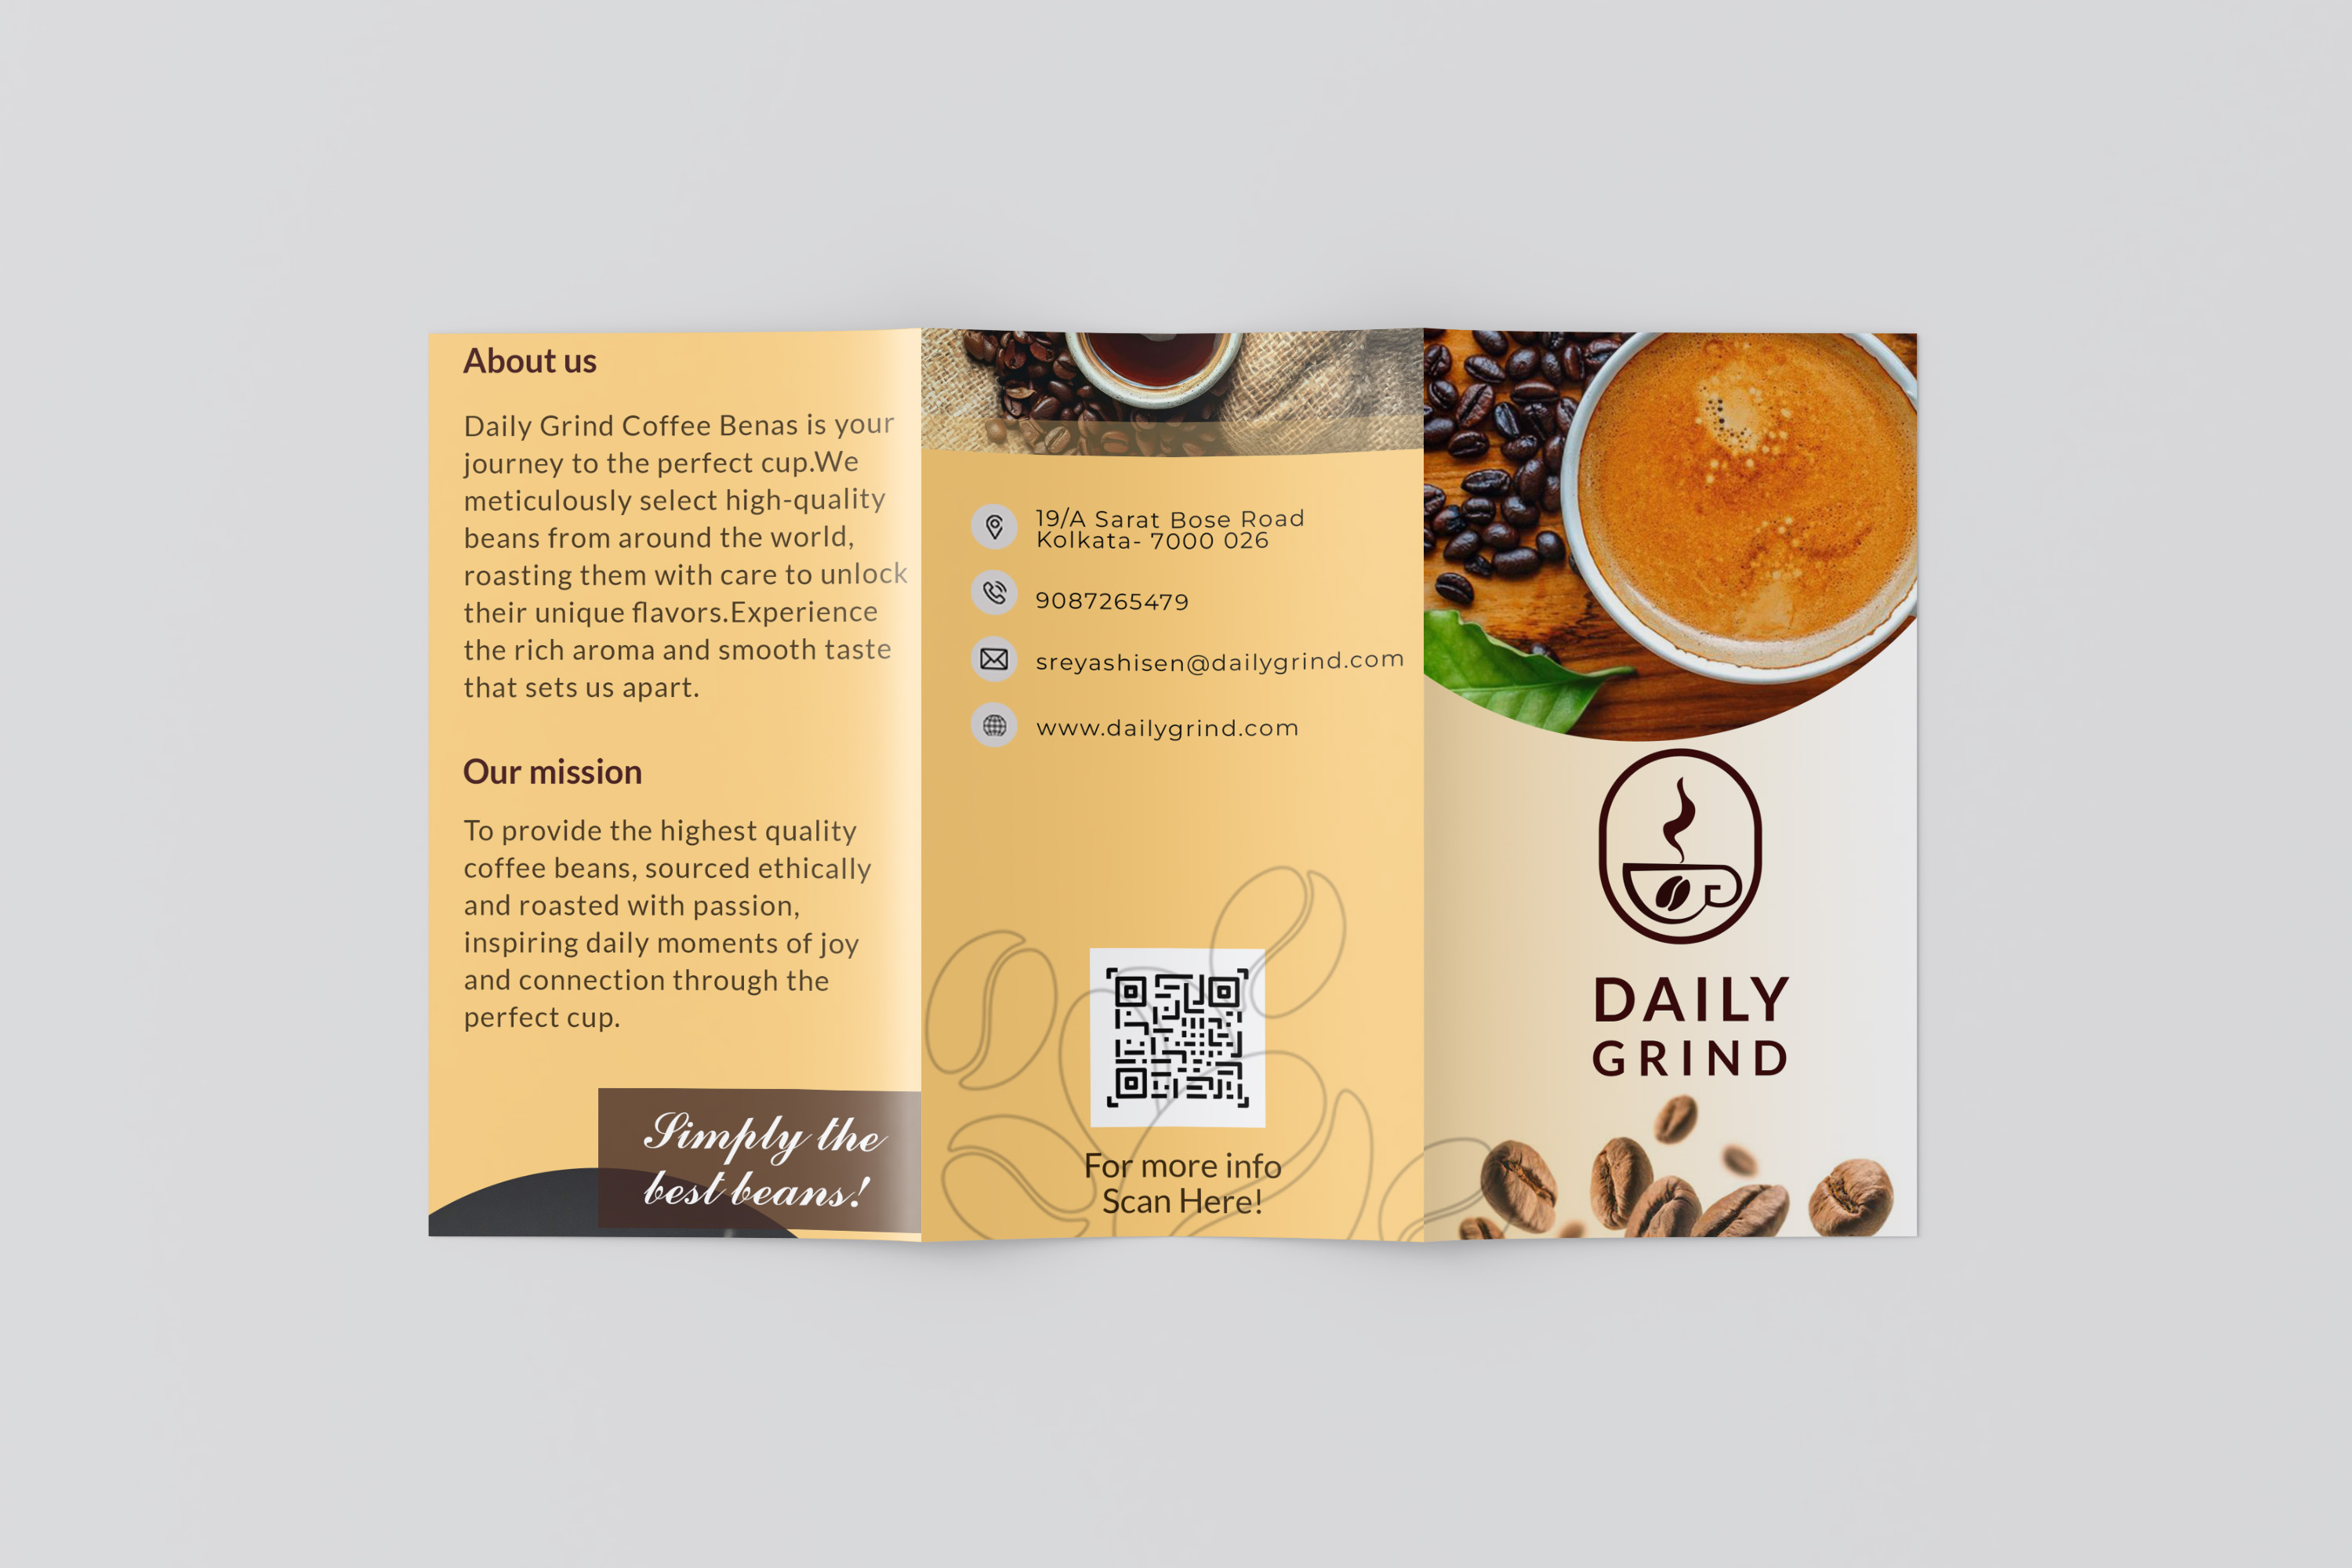 About us
Daily Grind Coffee Benas is your
journey to the perfect cup.We
meticulously select high-quality
beans from around the world,
roasting them with care to unlock
their unique flavors.Experience
the rich aroma and smooth taste
that sets us apart.
Our mission
To provide the highest quality
coffee beans, sourced ethically
and roasted with passion,
inspiring daily moments of joy
and connection through the
perfect cup.
Simply the
best beans!
19/A Sarat Bose Road
Kolkata- 7000 026
9087265479
sreyashisen@dailygrind.com
www.dailygrind.com
For more info
Scan Here!
DAILY
GRIND